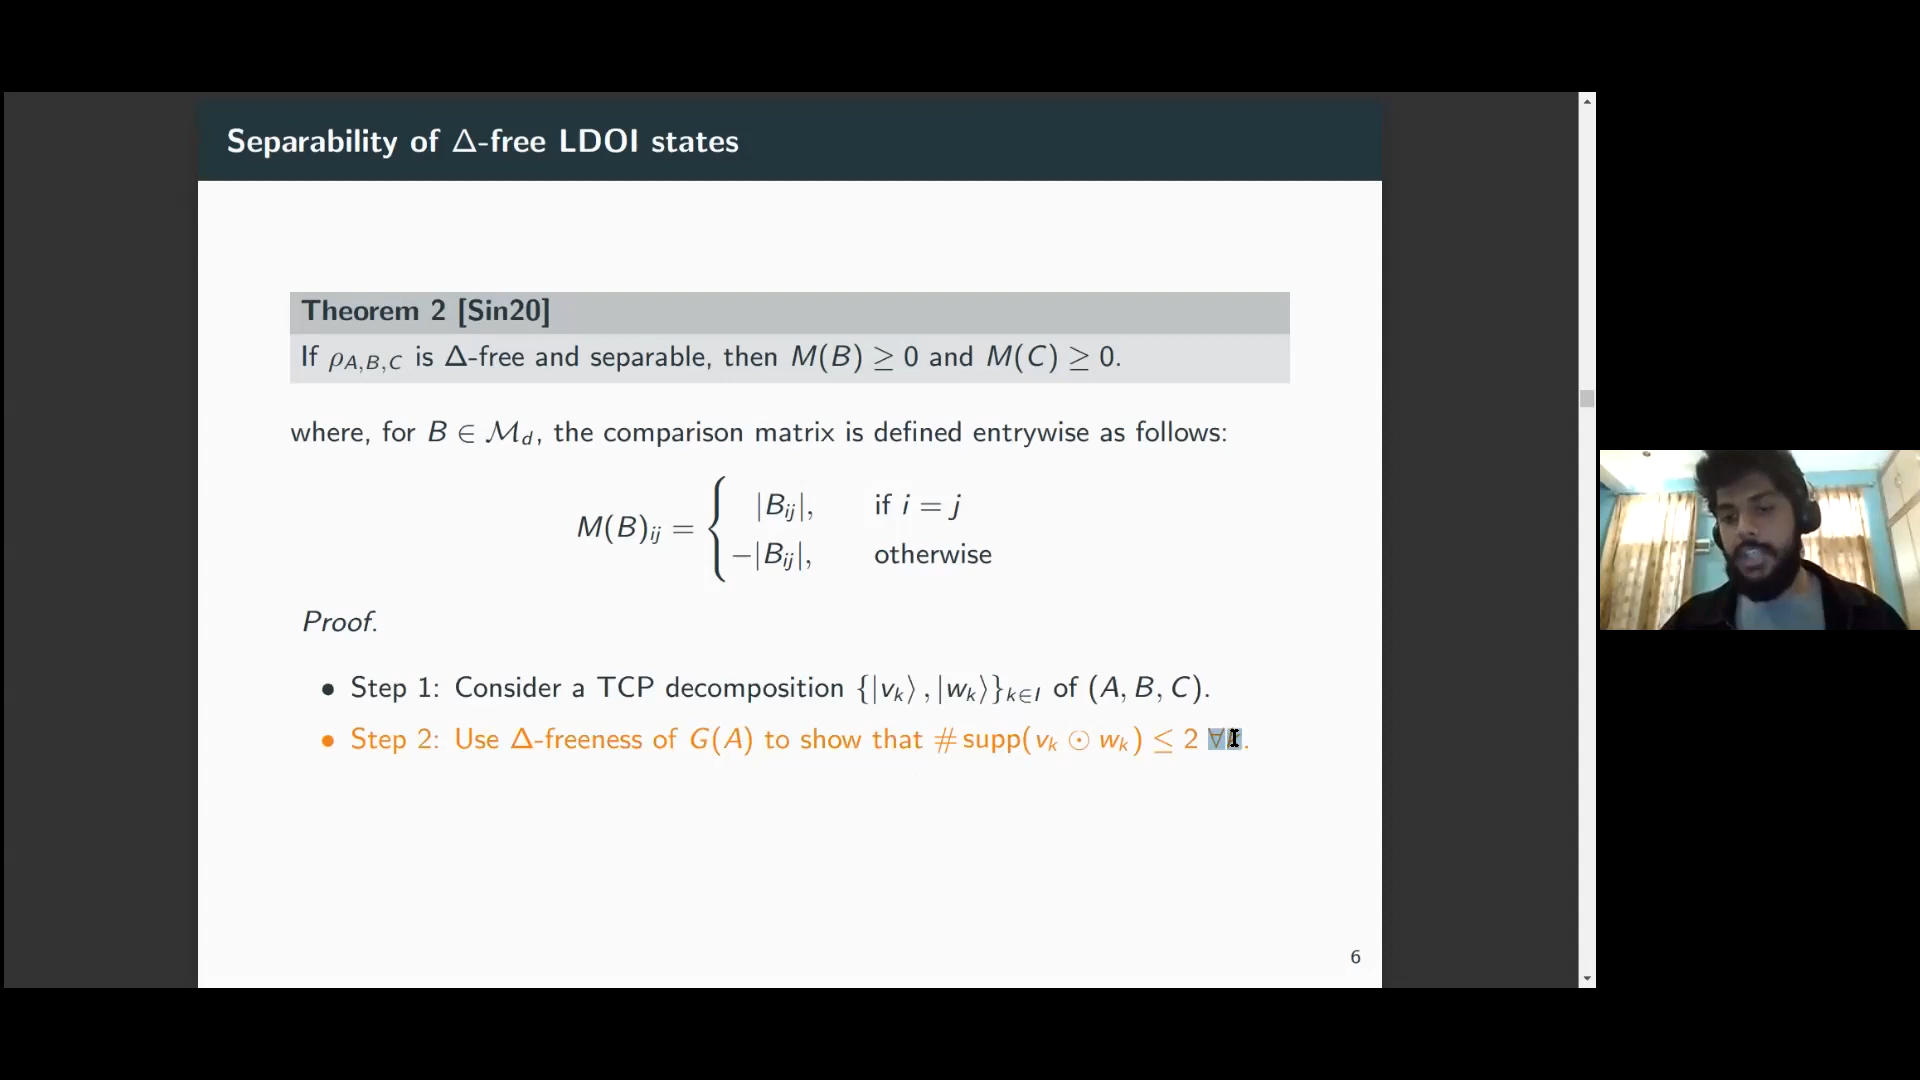 Separability of Δ-free LDOI states
Theorem 2 [Sin20]
If ρ_{A,B,C} is Δ-free and separable, then M(B) ≥ 0 and M(C) ≥ 0.
where, for B ∈ ℳ_d, the comparison matrix is defined entrywise as follows:
M(B)_{ij} = { |B_{ij}|, if i = j
−|B_{ij}|, otherwise
Proof.
• Step 1: Consider a TCP decomposition {|v_k⟩, |w_k⟩}_{k∈I} of (A, B, C).
• Step 2: Use Δ-freeness of G(A) to show that # supp(v_k ⊙ w_k) ≤ 2 ∀ .
6